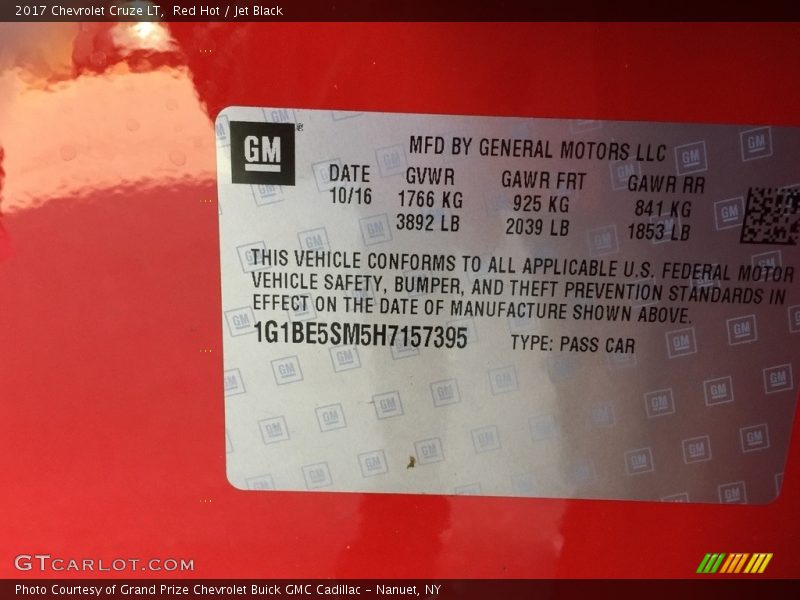 2017 Chevrolet Cruze LT, Red Hot / Jet Black
GM
MFD BY GENERAL MOTORS LLC
DATE GVWR GAWR FRT GAWR RR
10/16 1766 KG 925 KG 841 KG
3892 LB 2039 LB 1853 LB
THIS VEHICLE CONFORMS TO ALL APPLICABLE U.S. FEDERAL MOTOR
VEHICLE SAFETY, BUMPER, AND THEFT PREVENTION STANDARDS IN
EFFECT ON THE DATE OF MANUFACTURE SHOWN ABOVE.
1G1BE5SM5H7157395 TYPE: PASS CAR
GTCARLOT.COM
Photo Courtesy of Grand Prize Chevrolet Buick GMC Cadillac - Nanuet, NY